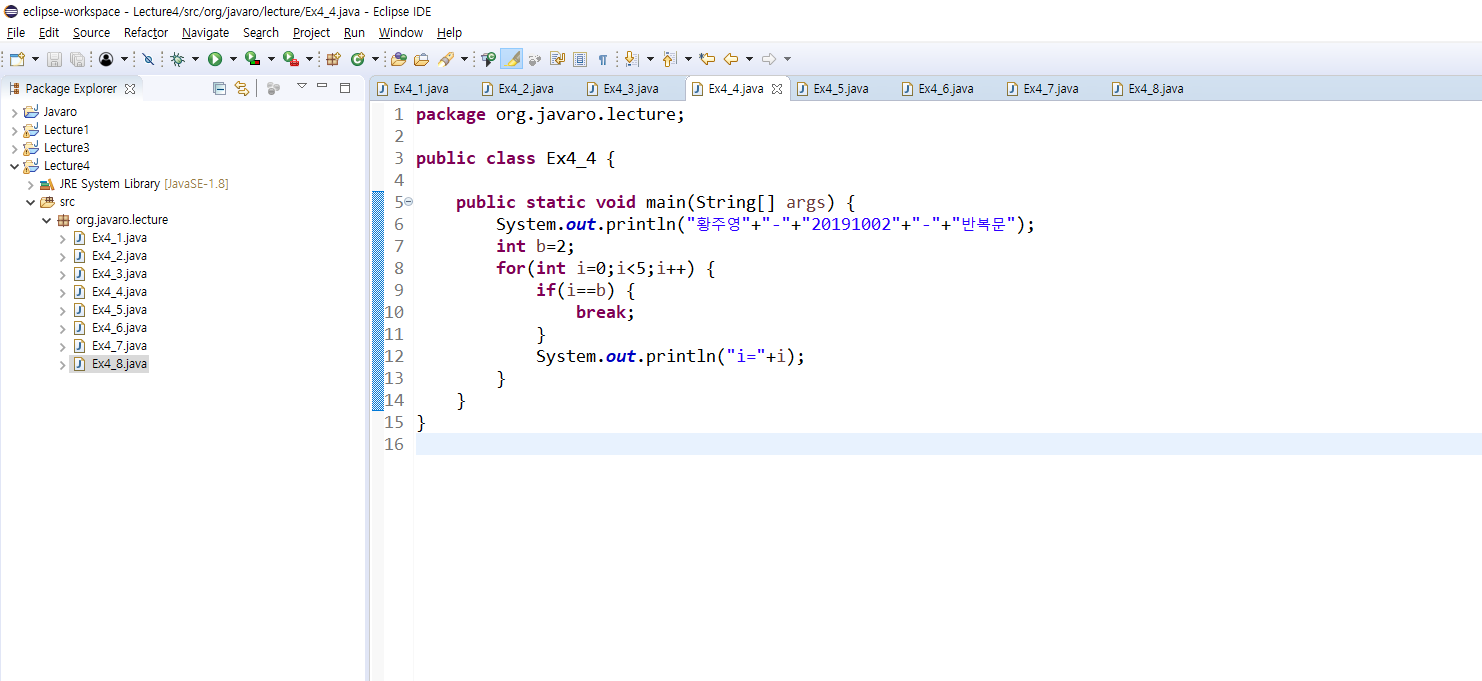 eclipse-workspace - Lecture4/src/org/javaro/lecture/Ex4_4.java - Eclipse IDE
File Edit Source Refactor Navigate Search Project Run Window Help
Package Explorer
Javaro
Lecture1
Lecture3
Lecture4
JRE System Library [JavaSE-1.8]
src
org.javaro.lecture
Ex4_1.java
Ex4_2.java
Ex4_3.java
Ex4_4.java
Ex4_5.java
Ex4_6.java
Ex4_7.java
Ex4_8.java
Ex4_1.java Ex4_2.java Ex4_3.java Ex4_4.java Ex4_5.java Ex4_6.java Ex4_7.java Ex4_8.java
1 package org.javaro.lecture;
2
3 public class Ex4_4 {
4
5 public static void main(String[] args) {
6 System.out.println("황주영"+"-"+"20191002"+"-"+"반복문");
7 int b=2;
8 for(int i=0;i<5;i++) {
9 if(i==b) {
10 break;
11 }
12 System.out.println("i="+i);
13 }
14 }
15 }
16